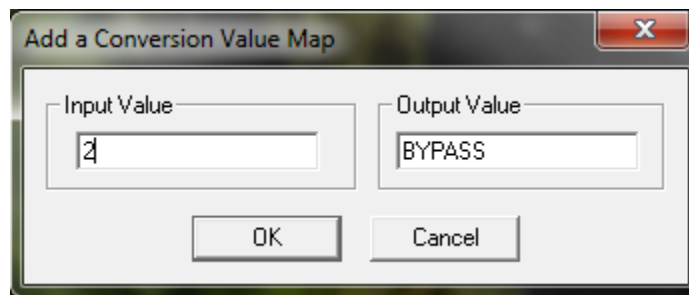 Add a Conversion Value Map
x
Input Value
2
Output Value
BYPASS
OK
Cancel